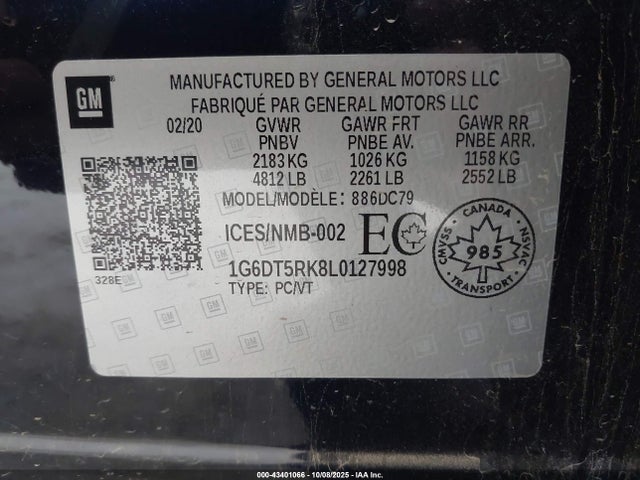 GM
MANUFACTURED BY GENERAL MOTORS LLC
FABRIQUÉ PAR GENERAL MOTORS LLC
02/20 GVWR GAWR FRT GAWR RR
PNBV PNBE AV. PNBE ARR.
2183 KG 1026 KG 1158 KG
4812 LB 2261 LB 2552 LB
MODEL/MODÈLE: 886DC79
ICES/NMB-002 EC
CANADA
CMVSS 985 NSVAC
TRANSPORT
328E
1G6DT5RK8L0127998
TYPE: PC/VT
000-43401066 - 10/08/2025 - IAAI, Inc.